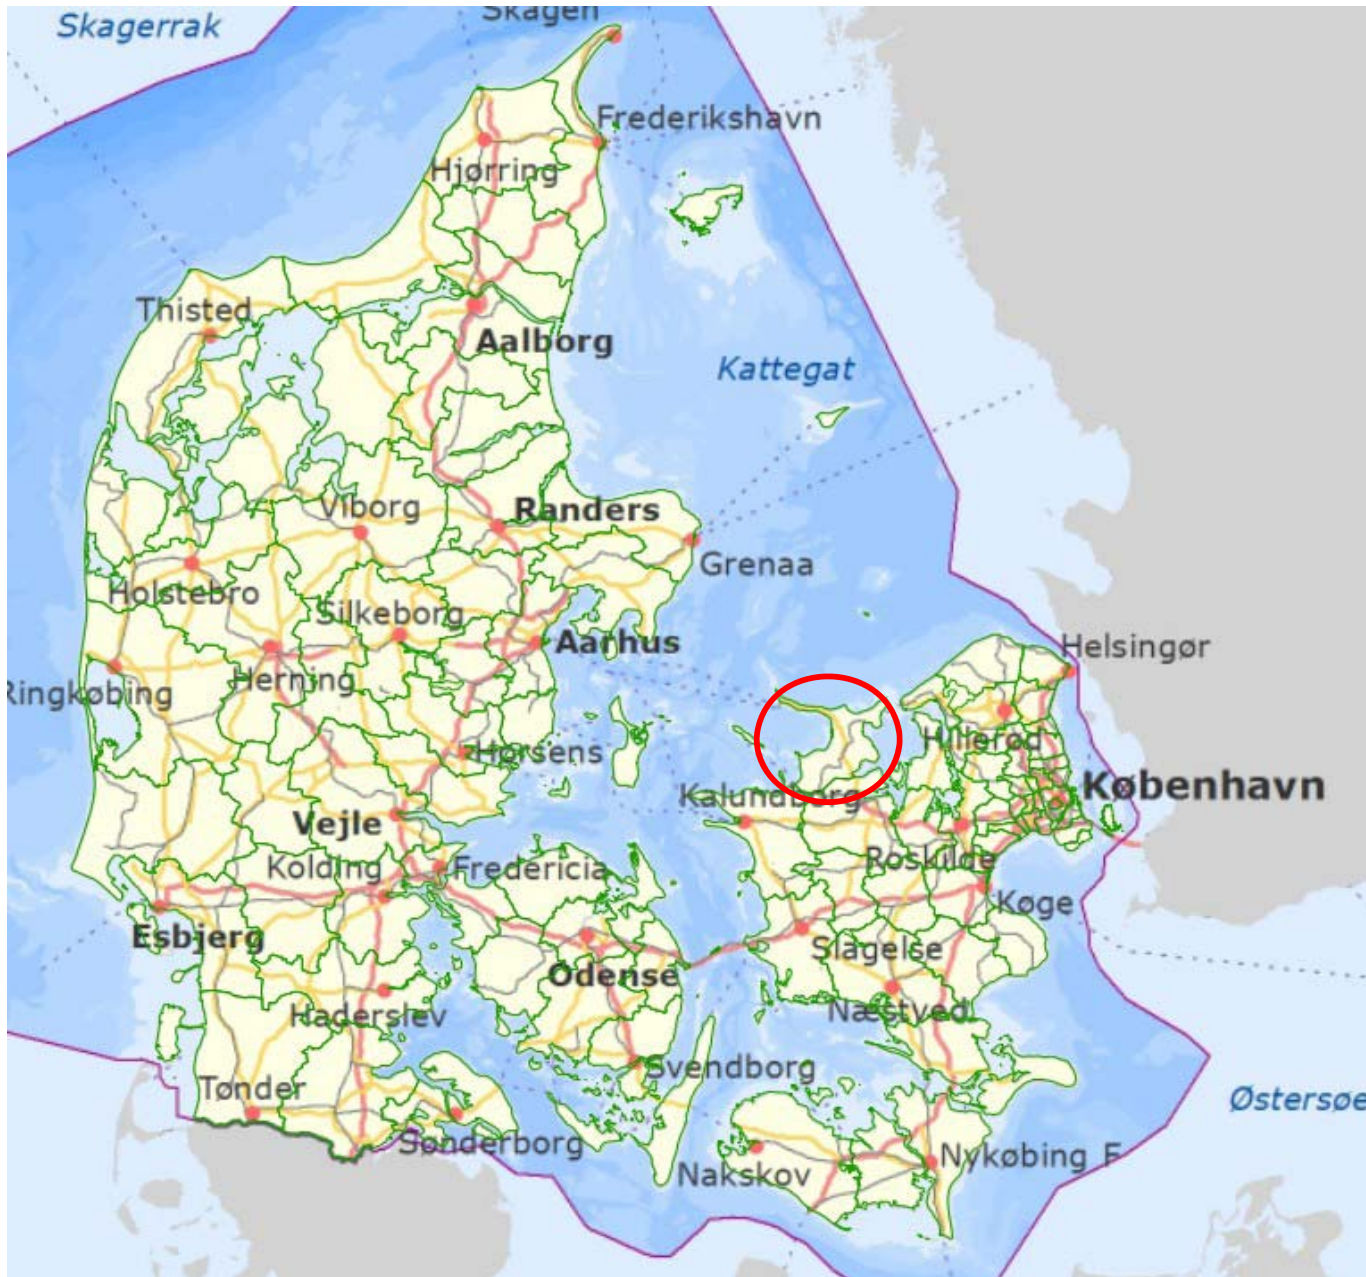 Skagerrak
Skagen
Frederikshavn
Hjørring
Thisted
Aalborg
Kattegat
Viborg
Randers
Grenaa
Holstebro
Silkeborg
Aarhus
Helsingør
Ringkøbing
Herning
Horsens
Hillerød
Kalundborg
København
Vejle
Kolding
Fredericia
Roskilde
Køge
Esbjerg
Odense
Slagelse
Næstved
Haderslev
Svendborg
Tønder
Østersøe
Sønderborg
Nakskov
Nykøbing F